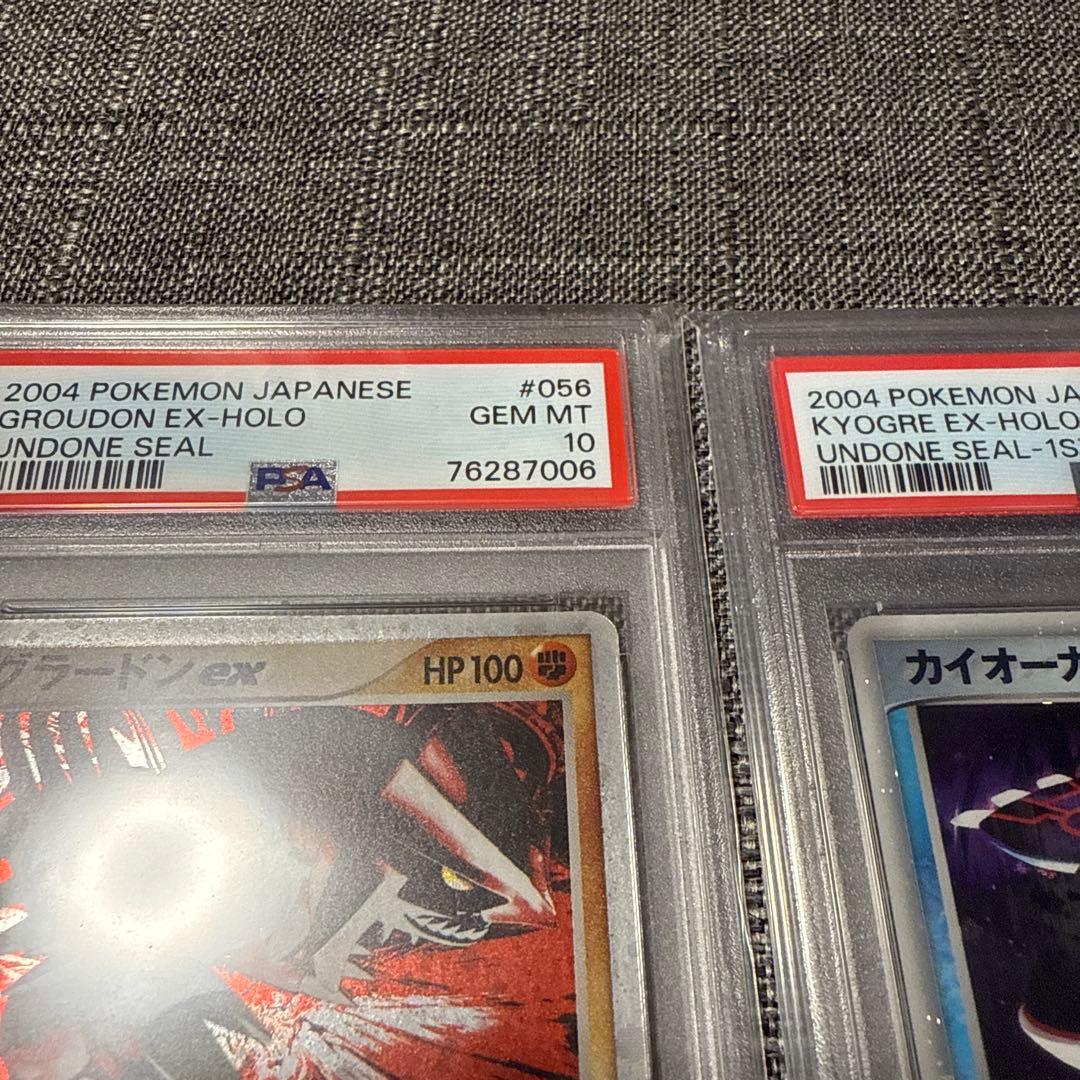 2004 POKEMON JAPANESE #056
GROUDON EX-HOLO GEM MT
UNDONE SEAL 10
PSA 76287006
グラードンex HP100
2004 POKEMON JA
KYOGRE EX-HOLO
UNDONE SEAL-1S
カイオーガ